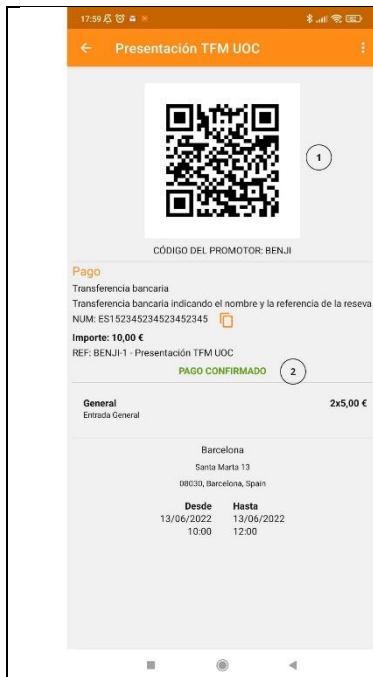 17:59
Presentación TFM UOC
1
CÓDIGO DEL PROMOTOR: BENJI
Pago
Transferencia bancaria
Transferencia bancaria indicando el nombre y la referencia de la reseva
NUM: ES152345234523452345
Importe: 10,00 €
REF: BENJI-1 - Presentación TFM UOC
PAGO CONFIRMADO
2
General 2x5,00 €
Entrada General
Barcelona
Santa Marta 13
08030, Barcelona, Spain
Desde Hasta
13/06/2022 13/06/2022
10:00 12:00